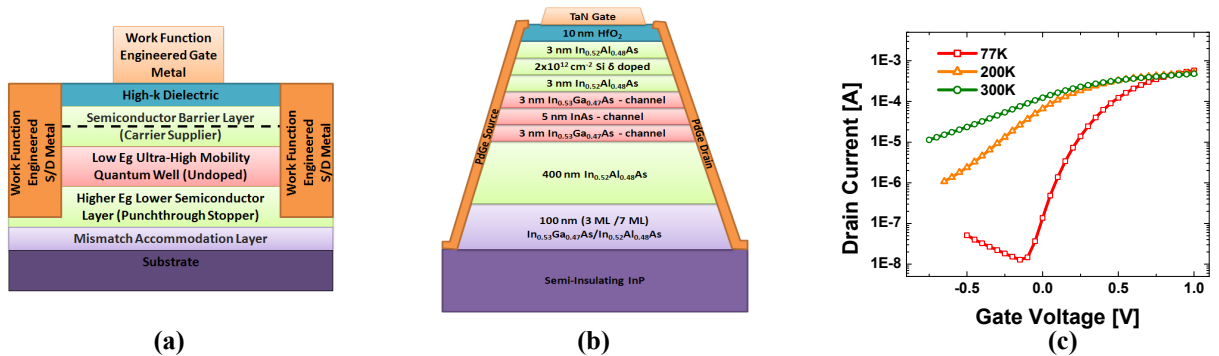 Work Function
Engineered Gate
Metal
High-k Dielectric
Semiconductor Barrier Layer
(Carrier Supplier)
Low Eg Ultra-High Mobility
Quantum Well (Undoped)
Higher Eg Lower Semiconductor
Layer (Punchthrough Stopper)
Mismatch Accommodation Layer
Substrate
Work Function
Engineered
S/D Metal
Work Function
Engineered
S/D Metal
(a)
TaN Gate
10 nm HfO₂
3 nm In₀.₅₂Al₀.₄₈As
2x10¹² cm⁻² Si δ doped
3 nm In₀.₅₂Al₀.₄₈As
3 nm In₀.₅₃Ga₀.₄₇As - channel
5 nm InAs - channel
3 nm In₀.₅₃Ga₀.₄₇As - channel
400 nm In₀.₅₂Al₀.₄₈As
100 nm (3 ML /7 ML)
In₀.₅₃Ga₀.₄₇As/In₀.₅₂Al₀.₄₈As
Semi-Insulating InP
PdGe Source
PdGe Drain
(b)
Drain Current [A]
1E-3
1E-4
1E-5
1E-6
1E-7
1E-8
77K
200K
300K
-0.5 0.0 0.5 1.0
Gate Voltage [V]
(c)